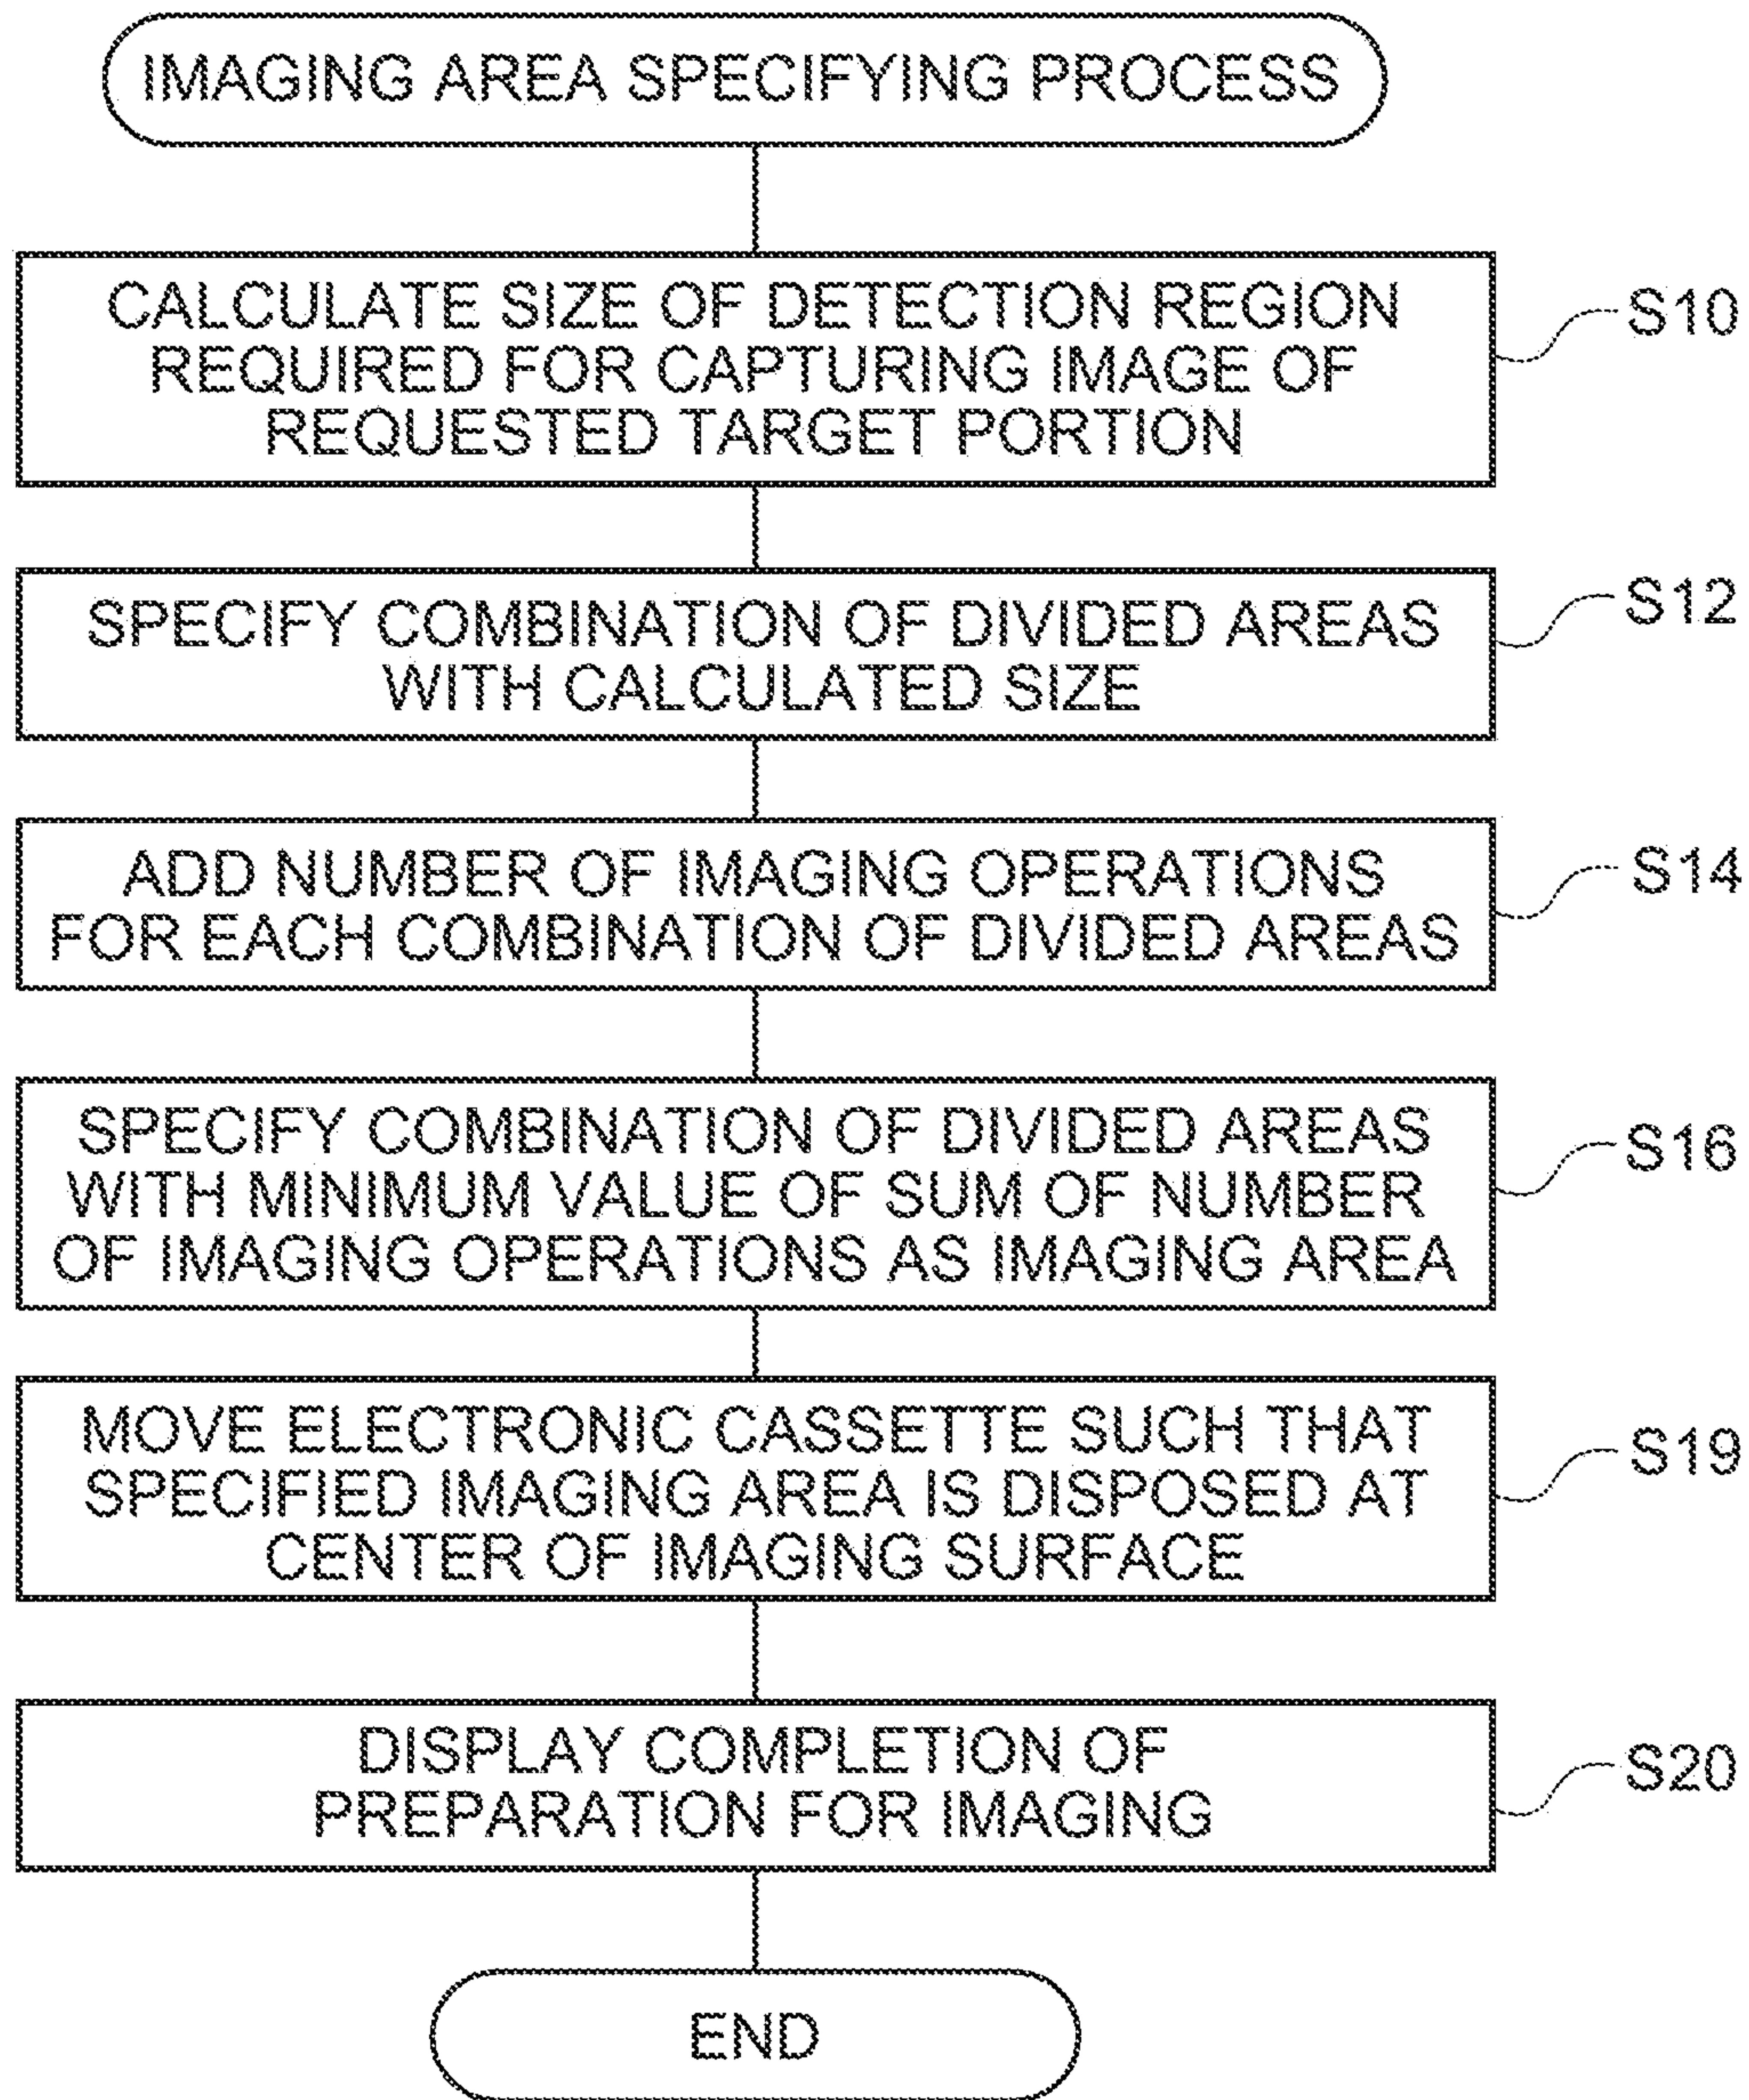 IMAGING AREA SPECIFYING PROCESS
CALCULATE SIZE OF DETECTION REGION
REQUIRED FOR CAPTURING IMAGE OF
REQUESTED TARGET PORTION
S10
SPECIFY COMBINATION OF DIVIDED AREAS
WITH CALCULATED SIZE
S12
ADD NUMBER OF IMAGING OPERATIONS
FOR EACH COMBINATION OF DIVIDED AREAS
S14
SPECIFY COMBINATION OF DIVIDED AREAS
WITH MINIMUM VALUE OF SUM OF NUMBER
OF IMAGING OPERATIONS AS IMAGING AREA
S16
MOVE ELECTRONIC CASSETTE SUCH THAT
SPECIFIED IMAGING AREA IS DISPOSED AT
CENTER OF IMAGING SURFACE
S19
DISPLAY COMPLETION OF
PREPARATION FOR IMAGING
S20
END